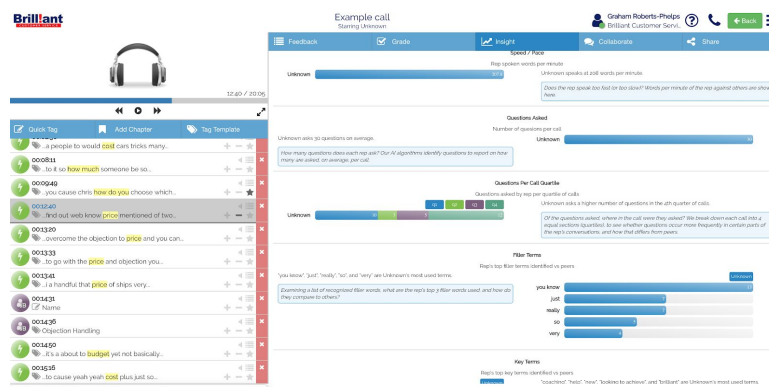 Brill!ant
CUSTOMER SERVICE
Example call
Starring Unknown
Graham Roberts-Phelps
Brilliant Customer Servi..
Back
Feedback
Grade
Insight
Collaborate
Share
12:40 / 20:05
Quick Tag
Add Chapter
Tag Template
...a people to would cost cars tricks many...
00:08:11
...to it so how much someone be so...
00:09:49
...you cause chris how do you choose which...
00:12:40
...find out web know price mentioned of two...
00:13:20
...overcome the objection to price and you can...
00:13:33
...to go with the price and objection you...
00:13:41
...i a handful that price of ships very...
00:14:31
Name
00:14:36
Objection Handling
00:14:50
...it's a about to budget yet not basically...
00:15:16
...to cause yeah yeah cost plus just so...
Speed / Pace
Rep spoken words per minute
Unknown
Unknown speaks at 208 words per minute
Does the rep speak too fast (or too slow)? Words per minute of the rep against others are show
here.
Questions Asked
Number of questions per call
Unknown asks 30 questions on average.
Unknown
30
How many questions does each rep ask? Our AI algorithms identify questions to report on how
many are asked, on average, per call.
Questions Per Call Quartile
Questions asked by rep per quartile of calls
Q1
Q2
Q3
Q4
Unknown asks a higher number of questions in the 4th quarter of calls.
Unknown
Of the questions asked, where in the call were they asked? We break down each call into 4
equal sections (quartiles), to see whether questions occur more frequently in certain parts of
the rep's conversations, and how that differs from peers.
Filler Terms
Rep's top filler terms identified vs peers
"you know", "just", "really", "so", and "very" are Unknown's most used terms.
Unknown
Examining a list of recognized filler words, what are the rep's top 5 filler words used, and how do
they compare to others?
you know
just
really
so
very
Key Terms
Rep's top key terms identified vs peers
Unknown
"coaching", "help", "new", "looking to achieve", and "brilliant" are Unknown's most used terms.